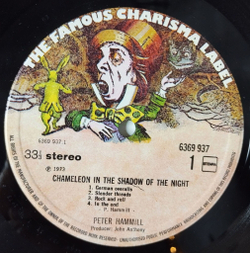 THE FAMOUS CHARISMA LABEL
6369 937.1
33⅓ stereo
℗ 1973
6369 937
1
CHAMELEON IN THE SHADOW OF THE NIGHT
1. German overalls
2. Slender threads
3. Rock and roll
4. In the end
P. Hammill
PETER HAMMILL
Producer: John Anthony